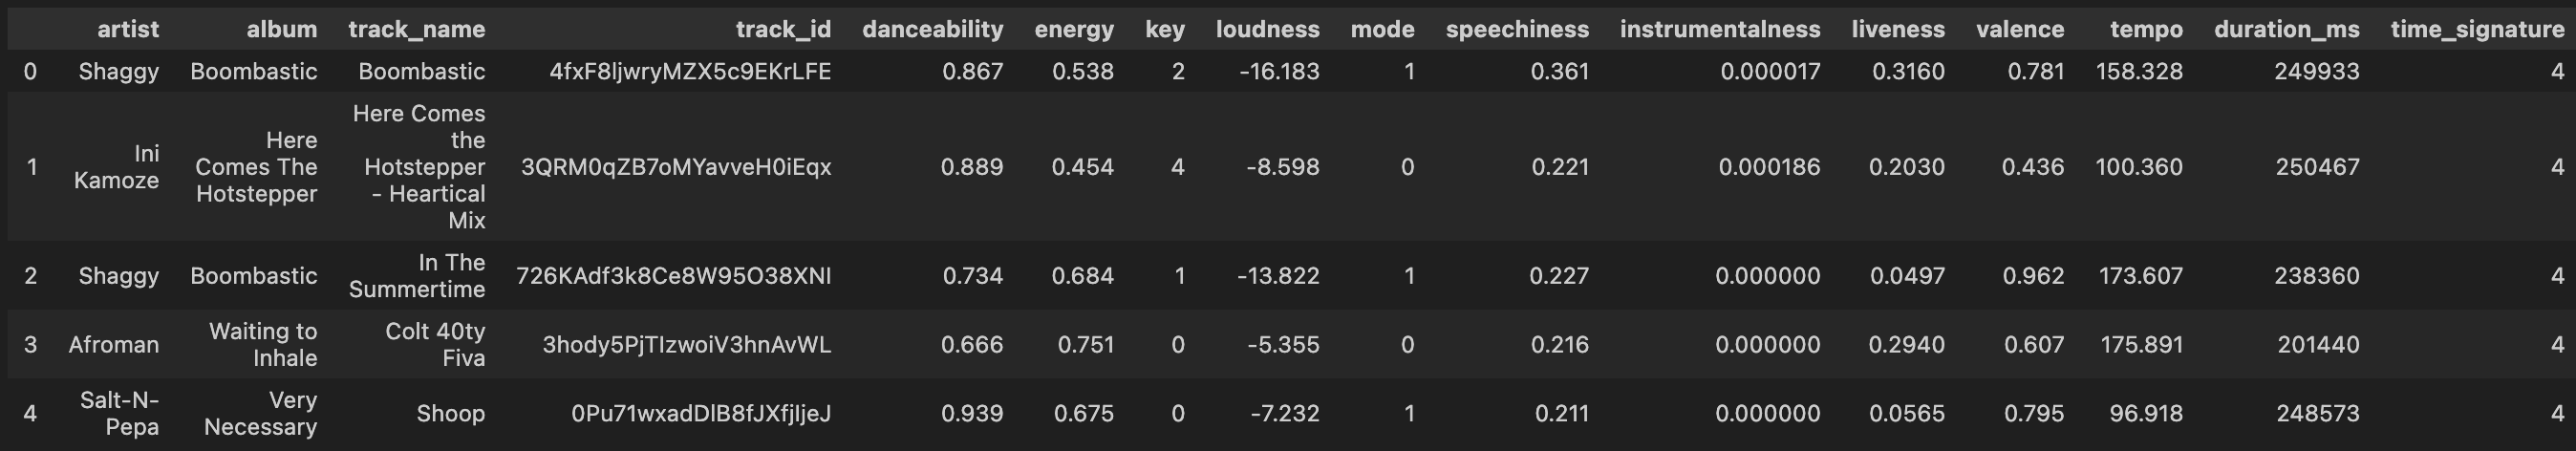 artist album track_name track_id danceability energy key loudness mode speechiness instrumentalness liveness valence tempo duration_ms time_signature
0 Shaggy Boombastic Boombastic 4fxF8ljwryMZX5c9EKrLFE 0.867 0.538 2 -16.183 1 0.361 0.000017 0.3160 0.781 158.328 249933 4
Here Comes
the
Hotstepper
- Heartical
Mix
Here
Comes The
Hotstepper
Ini
Kamoze
1 3QRM0qZB7oMYavveH0iEqx 0.889 0.454 4 -8.598 0 0.221 0.000186 0.2030 0.436 100.360 250467 4
In The
Summertime
2 Shaggy Boombastic 726KAdf3k8Ce8W95O38XNI 0.734 0.684 1 -13.822 1 0.227 0.000000 0.0497 0.962 173.607 238360 4
Waiting to
Inhale
Colt 40ty
Fiva
3 Afroman 3hody5PjTIzwoiV3hnAvWL 0.666 0.751 0 -5.355 0 0.216 0.000000 0.2940 0.607 175.891 201440 4
Salt-N-
Pepa
Very
Necessary
4 Shoop 0Pu71wxadDlB8fJXfjIjeJ 0.939 0.675 0 -7.232 1 0.211 0.000000 0.0565 0.795 96.918 248573 4